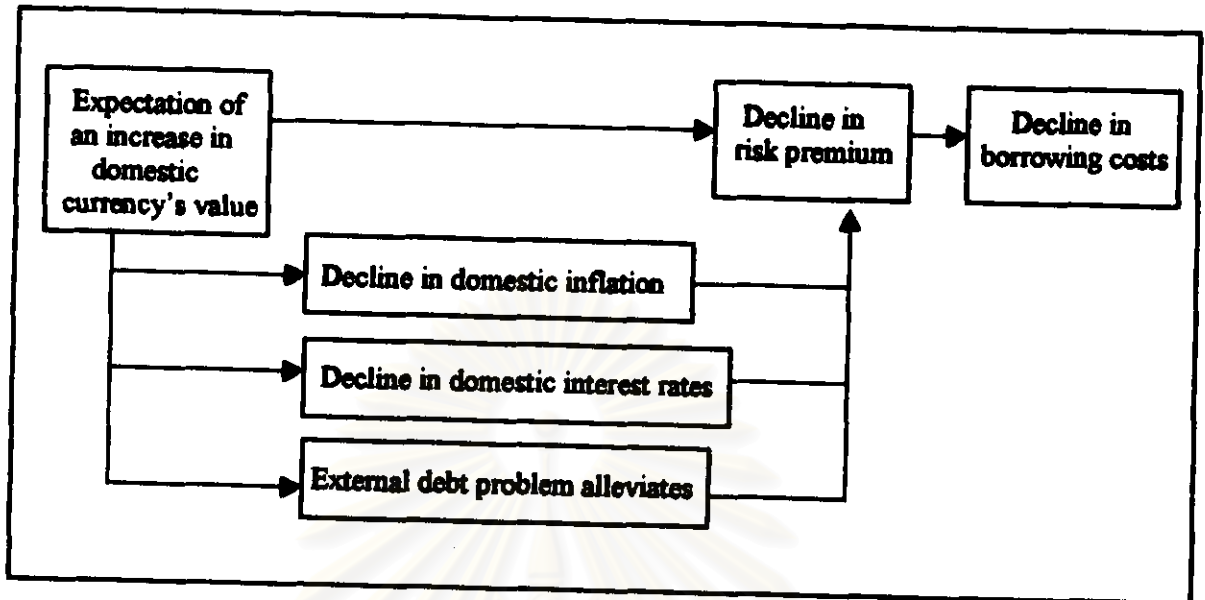 Expectation of
an increase in
domestic
currency's value
Decline in
risk premium
Decline in
borrowing costs
Decline in domestic inflation
Decline in domestic interest rates
External debt problem alleviates